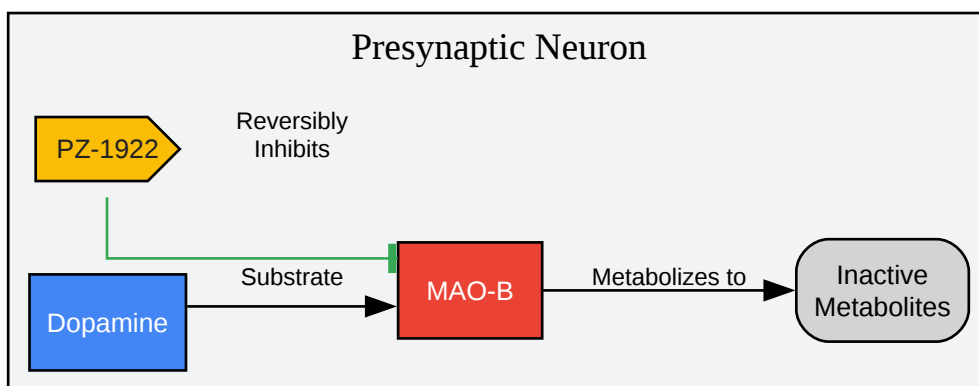 Presynaptic Neuron
PZ-1922
Reversibly
Inhibits
Substrate
Dopamine
MAO-B
Metabolizes to
Inactive
Metabolites